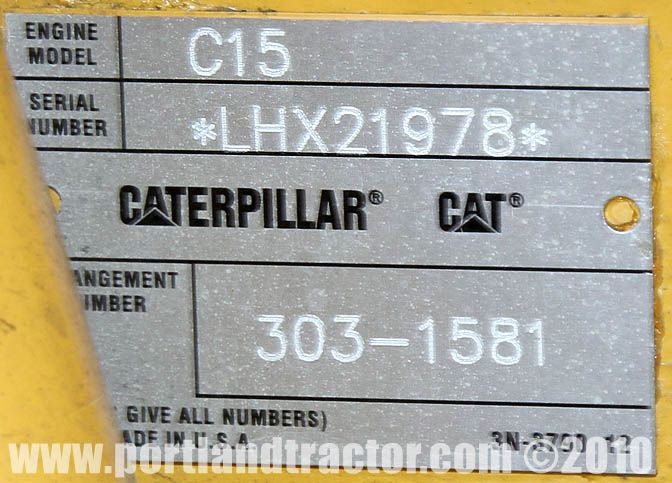 ENGINE MODEL C15
SERIAL NUMBER *LHX21978*
CATERPILLAR® CAT®
ANGEMENT
MBER
303-1581
GIVE ALL NUMBERS)
MADE IN U.S.A.
www.portlandtractor.com ©2010